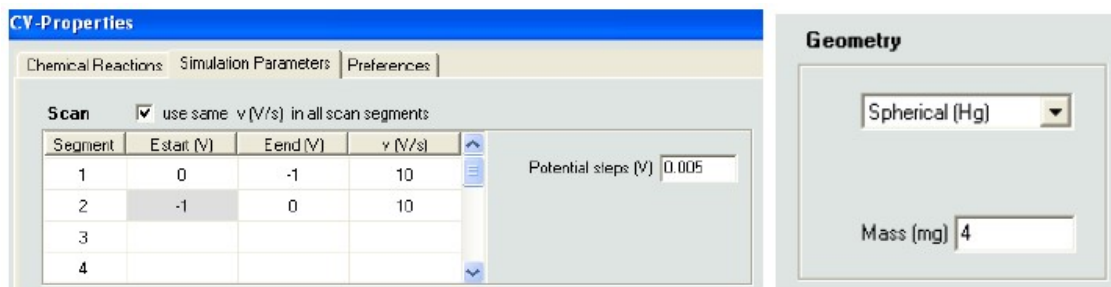 CV-Properties
Chemical Reactions Simulation Parameters Preferences
Scan use same v (V/s) in all scan segments
Segment Estart (V) Eend (V) v (V/s)
1 0 -1 10
2 -1 0 10
3
4
Potential steps (V) 0.005
Geometry
Spherical (Hg)
Mass (mg) 4